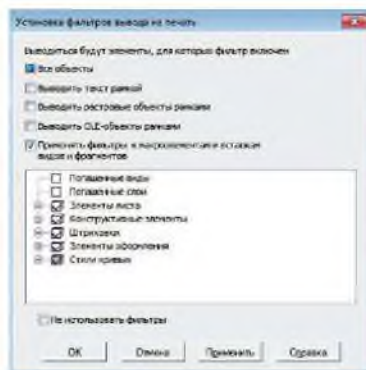 Установка фильтров вывода на печать
Выводиться будут элементы, для которых фильтр включен
Все объекты
Выводить текст рамкой
Выводить растровые объекты рамками
Выводить OLE-объекты рамками
Применять фильтры к макроэлементам и вставкам
видов и фрагментов
Погашенные виды
Погашенные слои
Элементы листа
Конструктивные элементы
Штриховки
Элементы оформления
Стили кривых
Не использовать фильтры
OK
Отмена
Применить
Справка